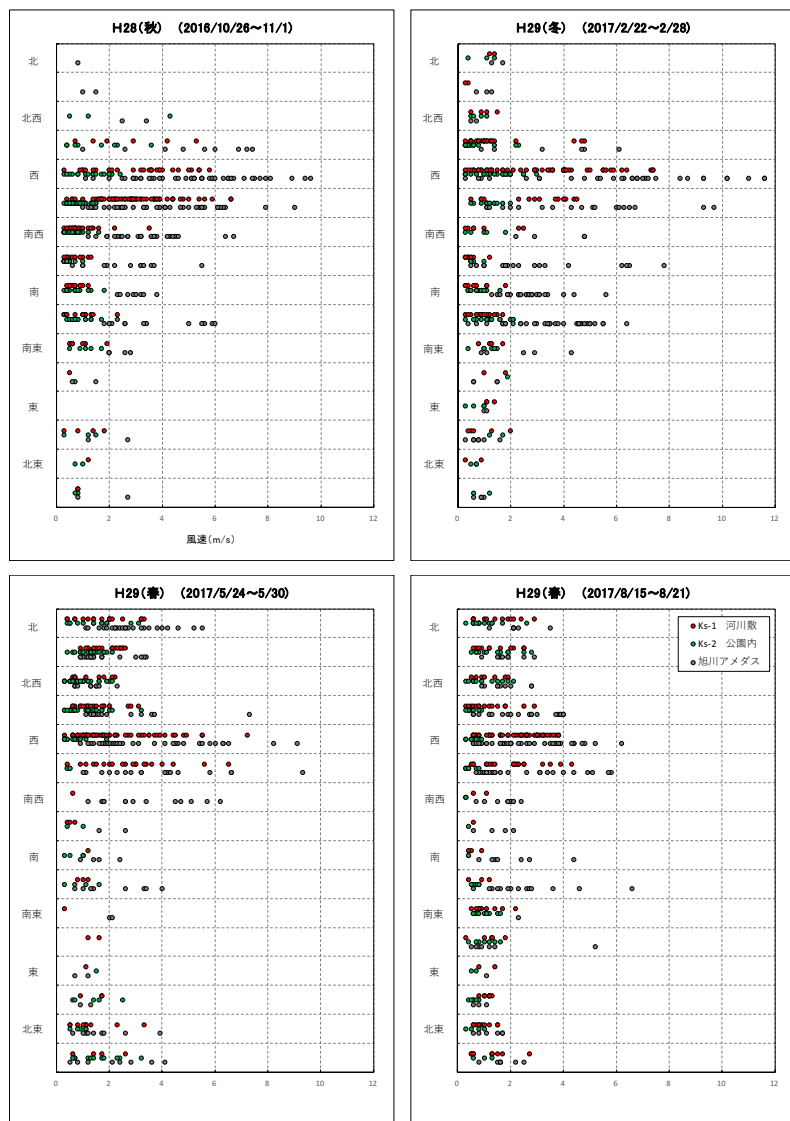 H28(秋) (2016/10/26～11/1)
北
北西
西
南西
南
南東
東
北東
0 2 4 6 8 10 12
風速(m/s)
H29(冬) (2017/2/22～2/28)
北
北西
西
南西
南
南東
東
北東
0 2 4 6 8 10 12
H29(春) (2017/5/24～5/30)
北
北西
西
南西
南
南東
東
北東
0 2 4 6 8 10 12
H29(春) (2017/8/15～8/21)
Ks-1 河川敷
Ks-2 公園内
旭川アメダス
北
北西
西
南西
南
南東
東
北東
0 2 4 6 8 10 12